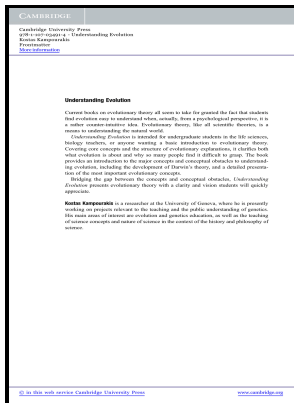 CAMBRIDGE
Cambridge University Press
978-1-107-03491-4 - Understanding Evolution
Kostas Kampourakis
Frontmatter
More information
Understanding Evolution
Current books on evolutionary theory all seem to take for granted the fact that students
find evolution easy to understand when, actually, from a psychological perspective, it is
a rather counter-intuitive idea. Evolutionary theory, like all scientific theories, is a
means to understanding the natural world.
Understanding Evolution is intended for undergraduate students in the life sciences,
biology teachers, or anyone wanting a basic introduction to evolutionary theory.
Covering core concepts and the structure of evolutionary explanations, it clarifies both
what evolution is about and why so many people find it difficult to grasp. The book
provides an introduction to the major concepts and conceptual obstacles to understand-
ing evolution, including the development of Darwin's theory, and a detailed presenta-
tion of the most important evolutionary concepts.
Bridging the gap between the concepts and conceptual obstacles, Understanding
Evolution presents evolutionary theory with a clarity and vision students will quickly
appreciate.
Kostas Kampourakis is a researcher at the University of Geneva, where he is presently
working on projects relevant to the teaching and the public understanding of genetics.
His main areas of interest are evolution and genetics education, as well as the teaching
of science concepts and nature of science in the context of the history and philosophy of
science.
© in this web service Cambridge University Press
www.cambridge.org